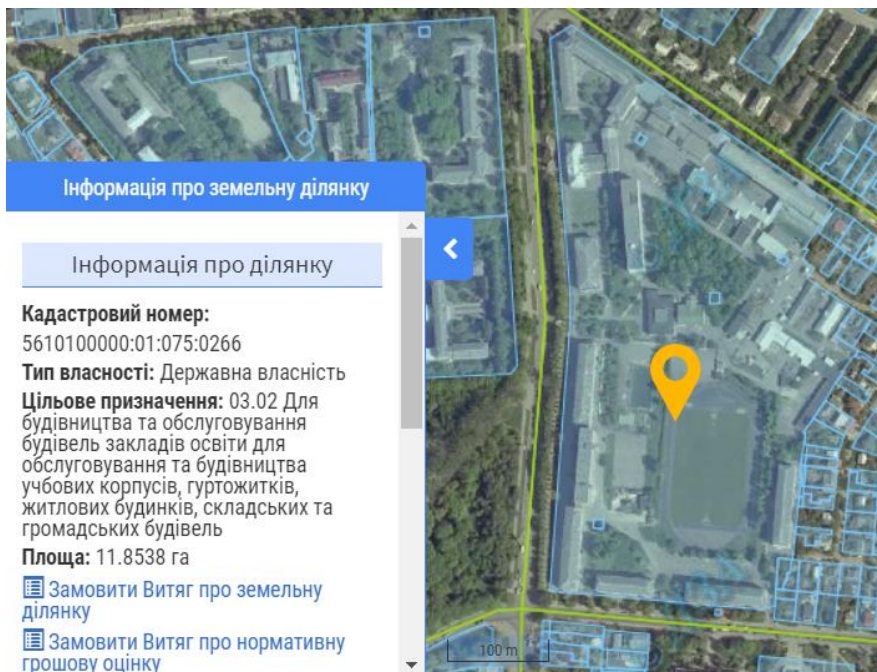 Інформація про земельну ділянку
Інформація про ділянку
Кадастровий номер:
5610100000:01:075:0266
Тип власності: Державна власність
Цільове призначення: 03.02 Для
будівництва та обслуговування
будівель закладів освіти для
обслуговування та будівництва
учбових корпусів, гуртожитків,
житлових будинків, складських та
громадських будівель
Площа: 11.8538 га
Замовити Витяг про земельну
ділянку
Замовити Витяг про нормативну
грошову оцінку
100 m